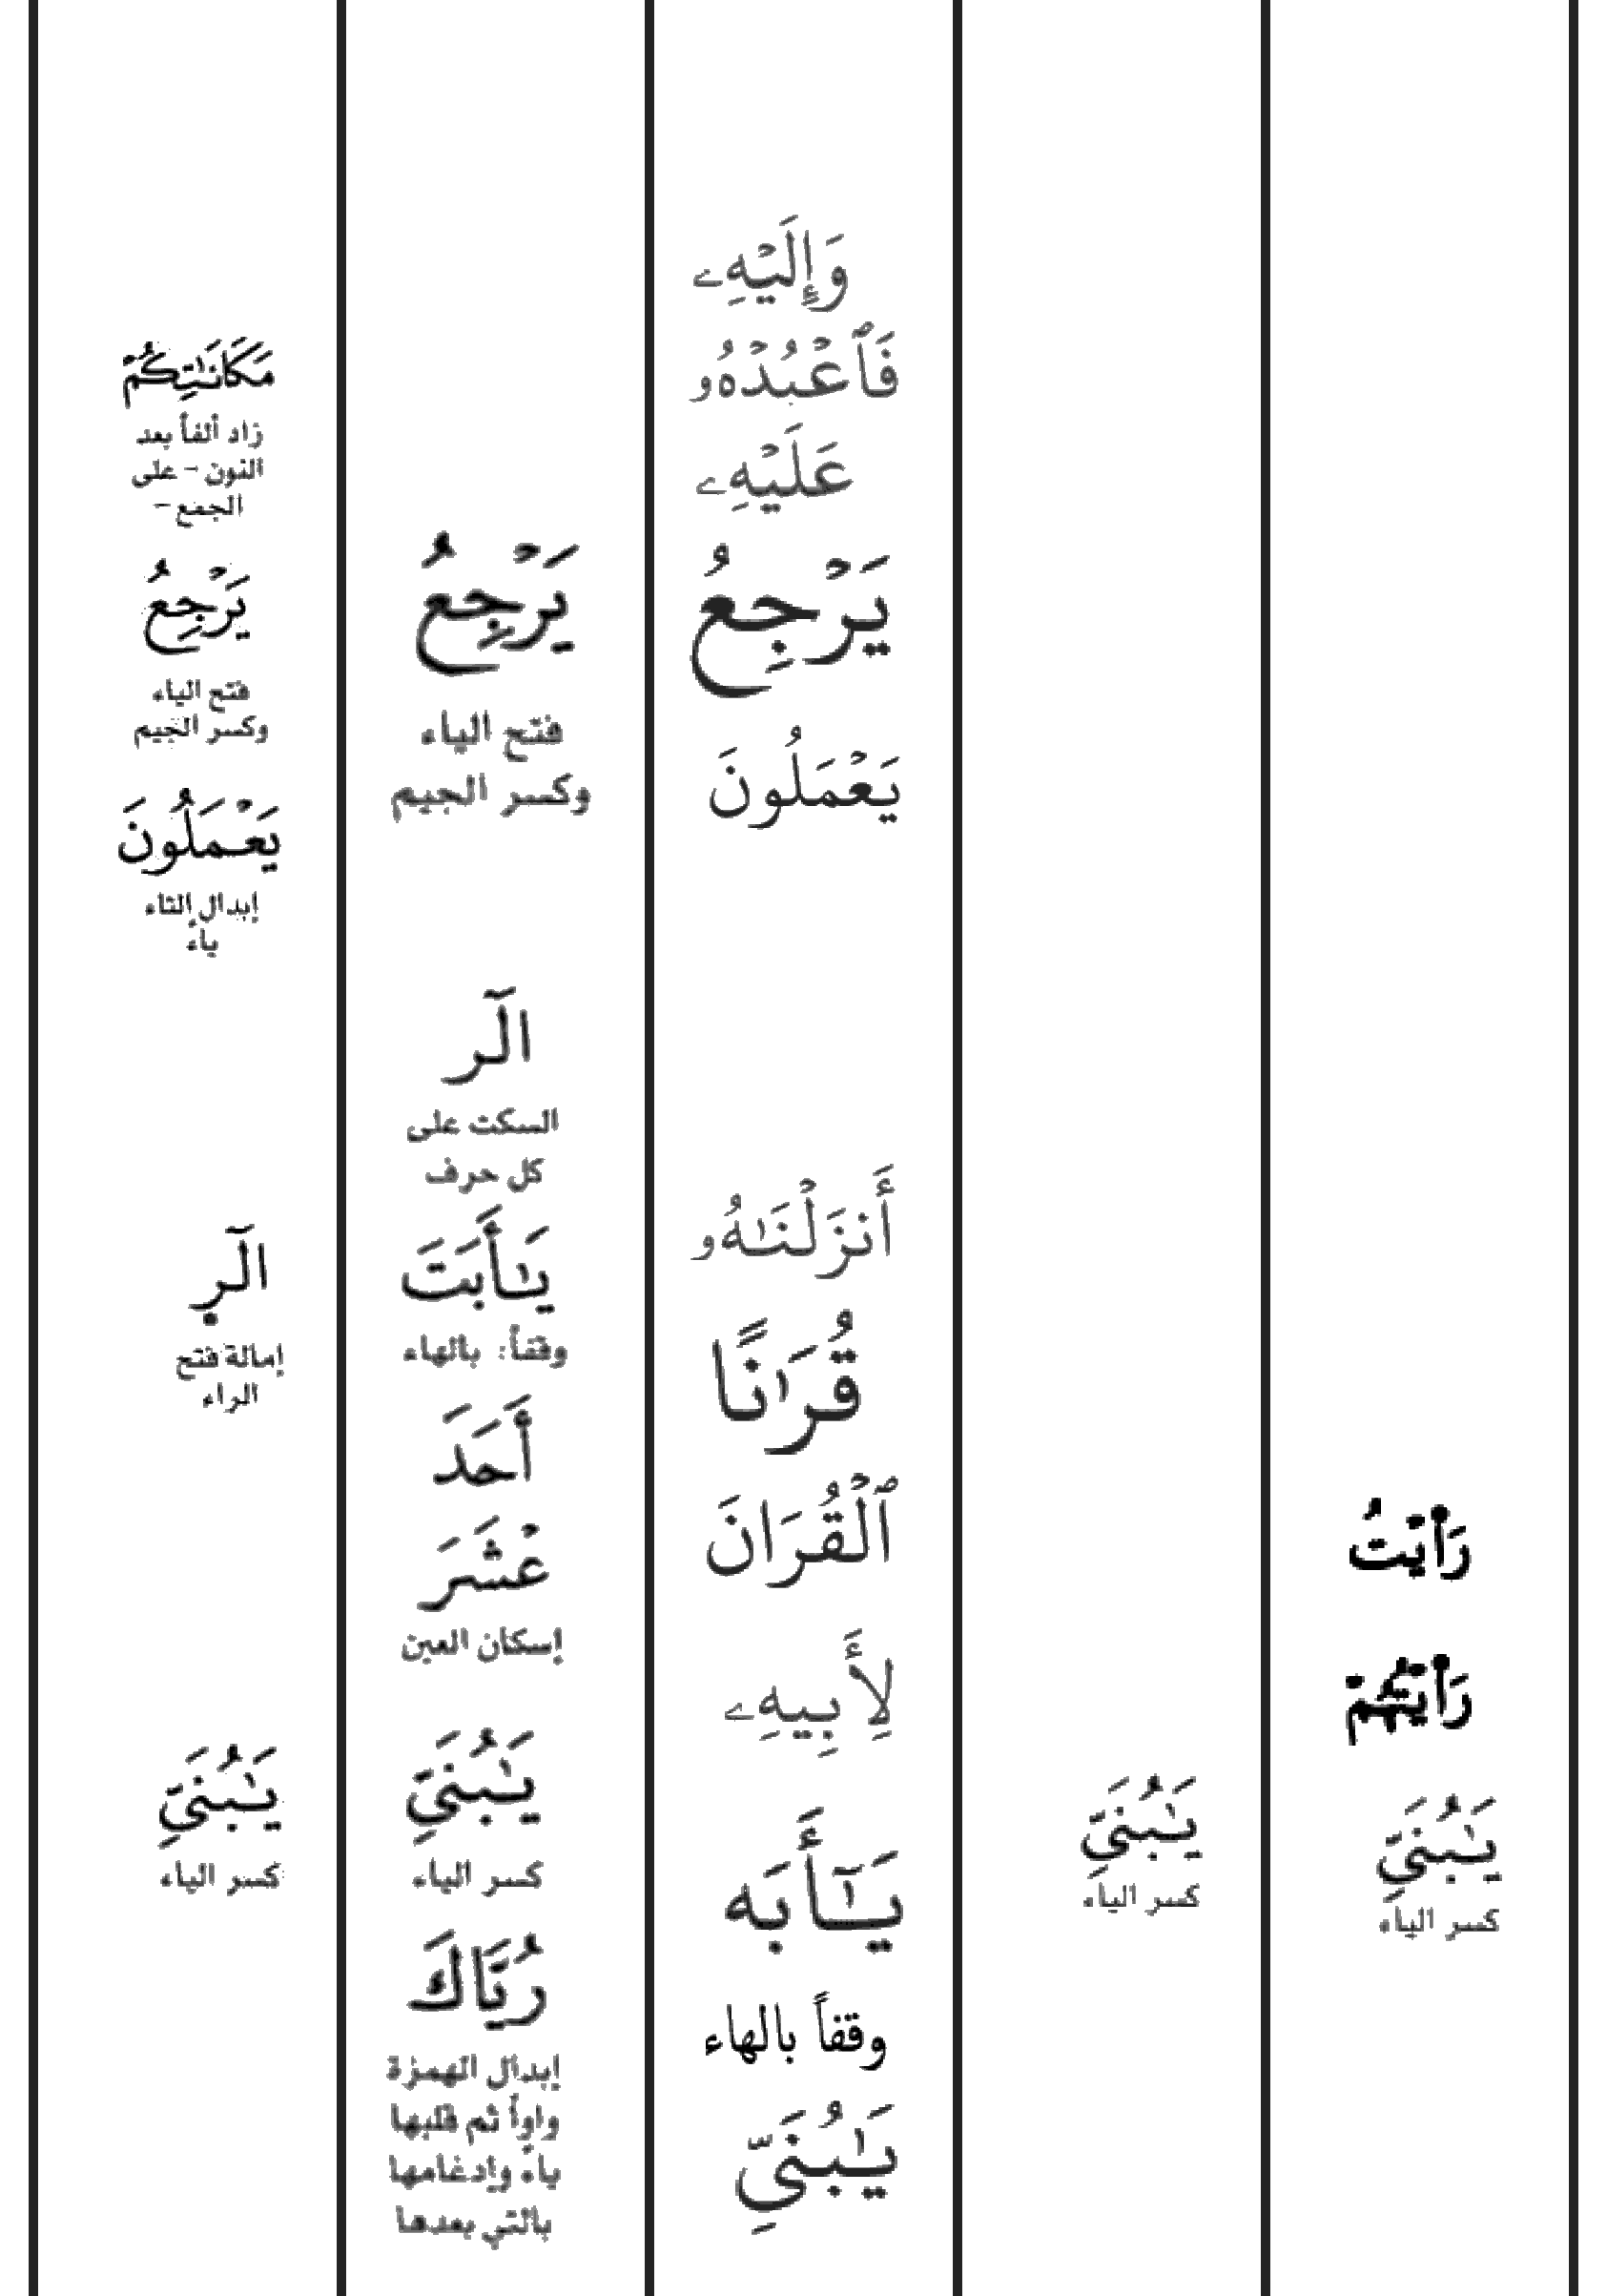 رَأَيْتُ
رَأَيْتُهُمْ
يَٰبُنَيِّ
كسر الياء
يَٰبُنَيِّ
كسر الياء
وَإِلَيْهِۦ
فَٱعْبُدْهُۥ
عَلَيْهِۦ
يَرْجِعُ
يَعْمَلُونَ
أَنزَلْنَٰهُۥ
قُرَٰنًا
ٱلْقُرَانَ
لِأَبِيهِۦ
يَٰٓأَبَه
وقفاً بالهاء
يَٰبُنَيِّ
يَرْجِعُ
فتح الياء
وكسر الجيم
الٓر
السكت على
كل حرف
يَٰأَبَتَ
وقفاً: بالهاء
أَحَدَ
عْشَرَ
إسكان العين
يَٰبُنَيِّ
كسر الياء
رُيَّاكَ
إبدال الهمزة
واواً ثم قلبها
ياءً وإدغامها
بالتي بعدها
مَكَانَٰتِكُمْ
زاد ألفاً بعد
النون - على
الجمع -
يَرْجِعُ
فتح الياء
وكسر الجيم
يَعْمَلُونَ
إبدال التاء
ياءً
الٓر
إمالة فتح
الراء
يَٰبُنَيِّ
كسر الياء